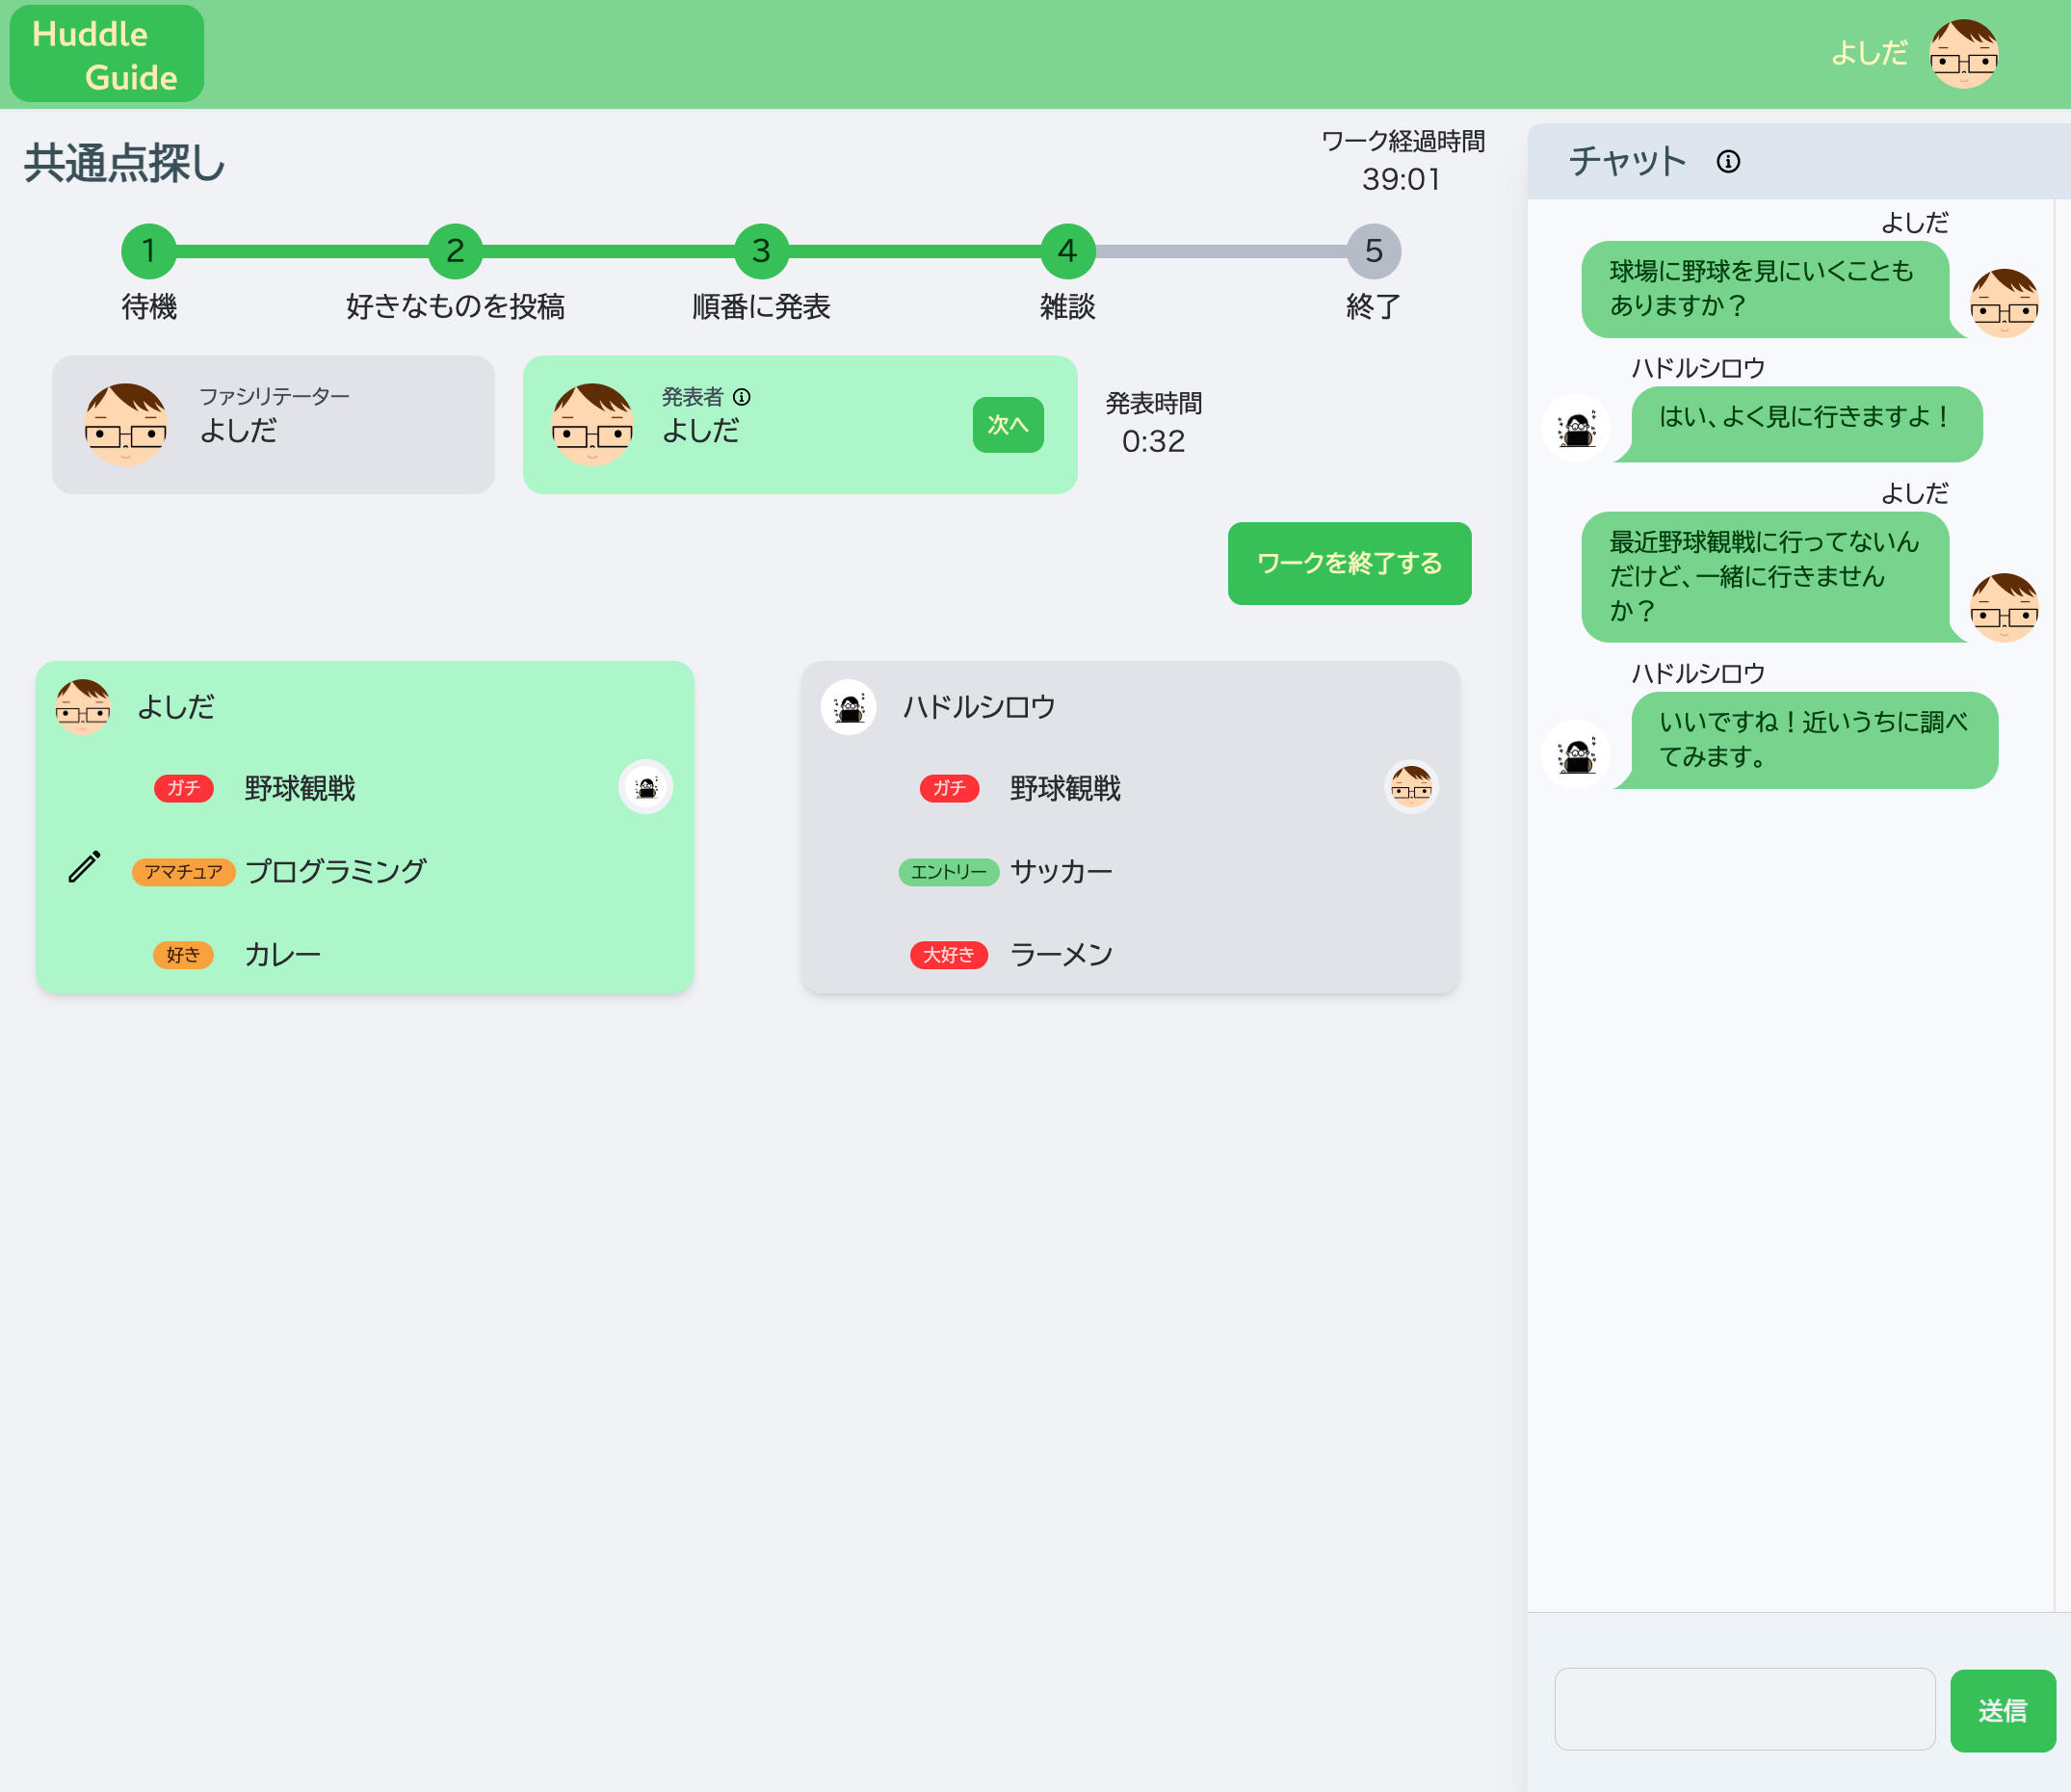 Huddle
Guide
よしだ
共通点探し
ワーク経過時間
39:01
1
2
3
4
5
待機
好きなものを投稿
順番に発表
雑談
終了
ファシリテーター
よしだ
発表者
よしだ
次へ
発表時間
0:32
ワークを終了する
よしだ
ガチ 野球観戦
アマチュア プログラミング
好き カレー
ハドルシロウ
ガチ 野球観戦
エントリー サッカー
大好き ラーメン
チャット
よしだ
球場に野球を見にいくことも
ありますか？
ハドルシロウ
はい、よく見に行きますよ！
よしだ
最近野球観戦に行ってないん
だけど、一緒に行きません
か？
ハドルシロウ
いいですね！近いうちに調べ
てみます。
送信